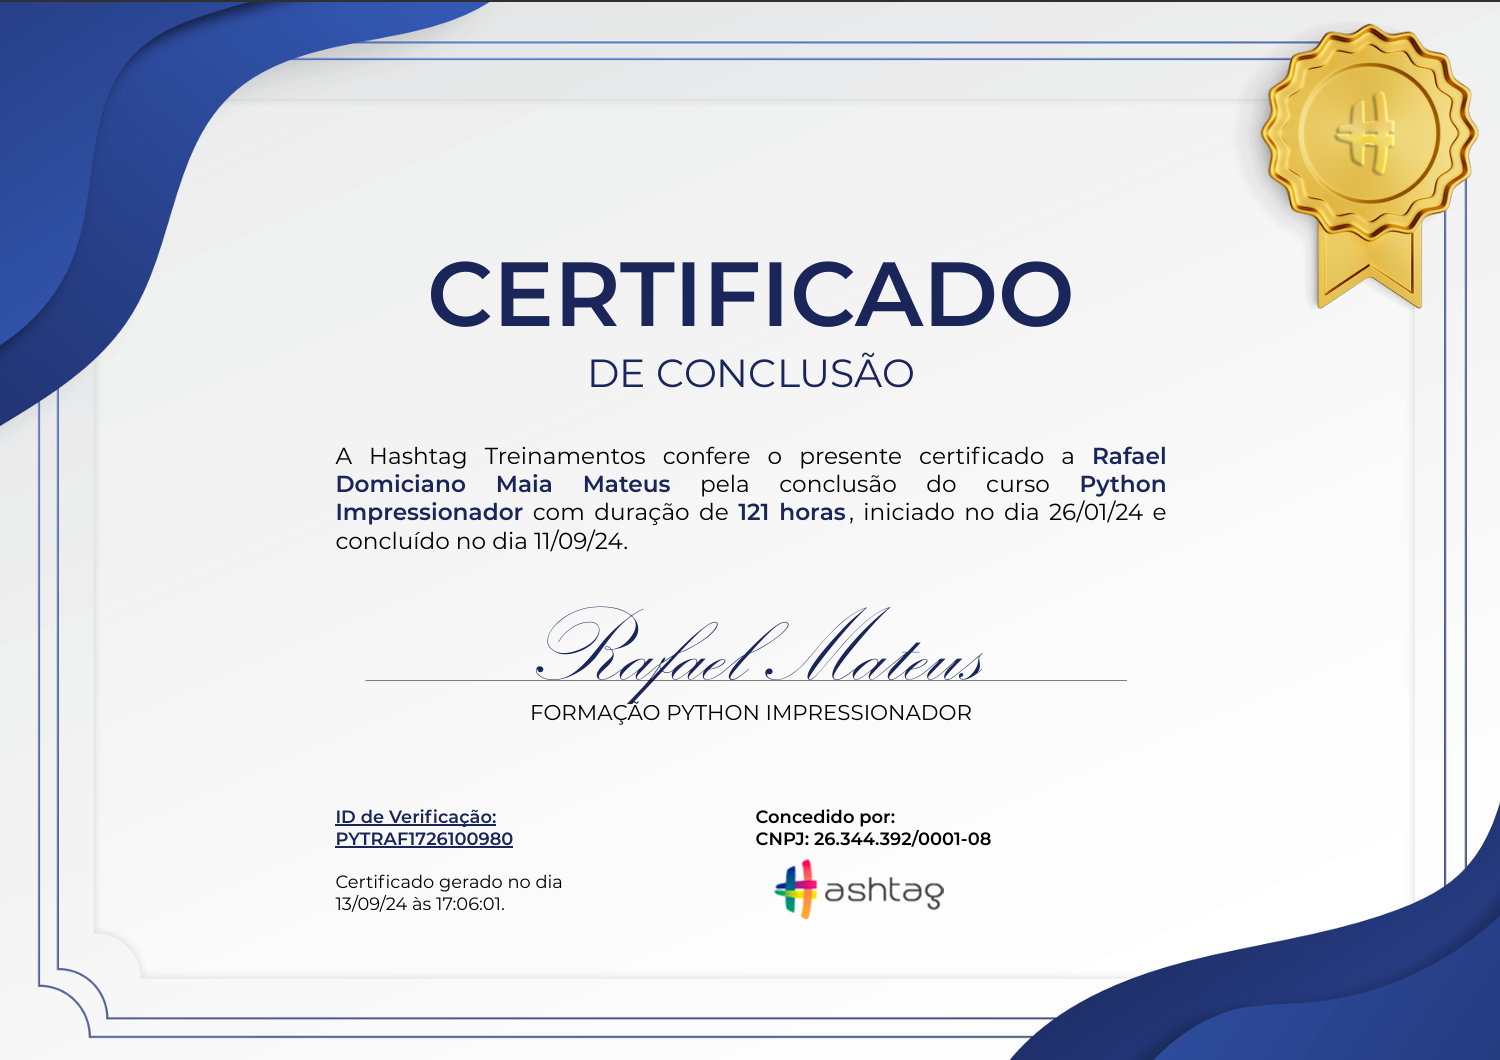 CERTIFICADO
DE CONCLUSÃO
A Hashtag Treinamentos confere o presente certificado a Rafael
Domiciano Maia Mateus pela conclusão do curso Python
Impressionador com duração de 121 horas, iniciado no dia 26/01/24 e
concluído no dia 11/09/24.
Rafael Mateus
FORMAÇÃO PYTHON IMPRESSIONADOR
ID de Verificação:
PYTRAF1726100980
Certificado gerado no dia
13/09/24 às 17:06:01.
Concedido por:
CNPJ: 26.344.392/0001-08
#ashtag